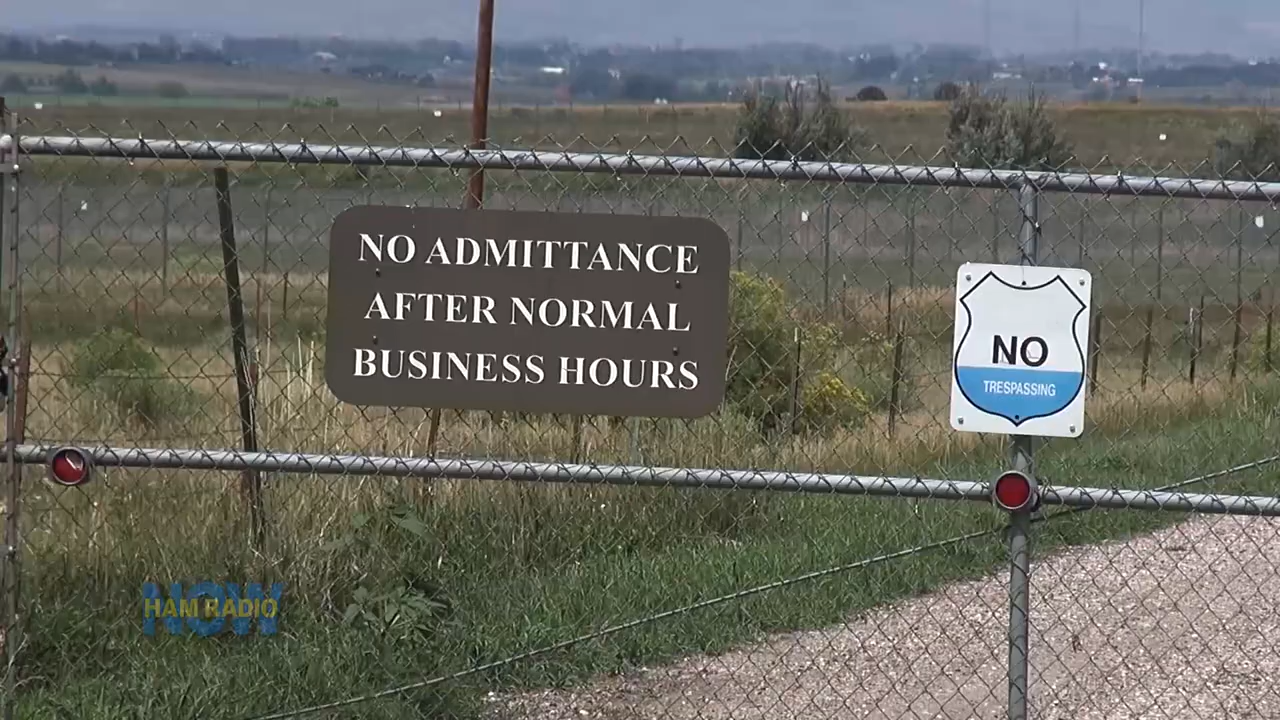 NO ADMITTANCE
AFTER NORMAL
BUSINESS HOURS
NO
TRESPASSING
HAM RADIO
NOW